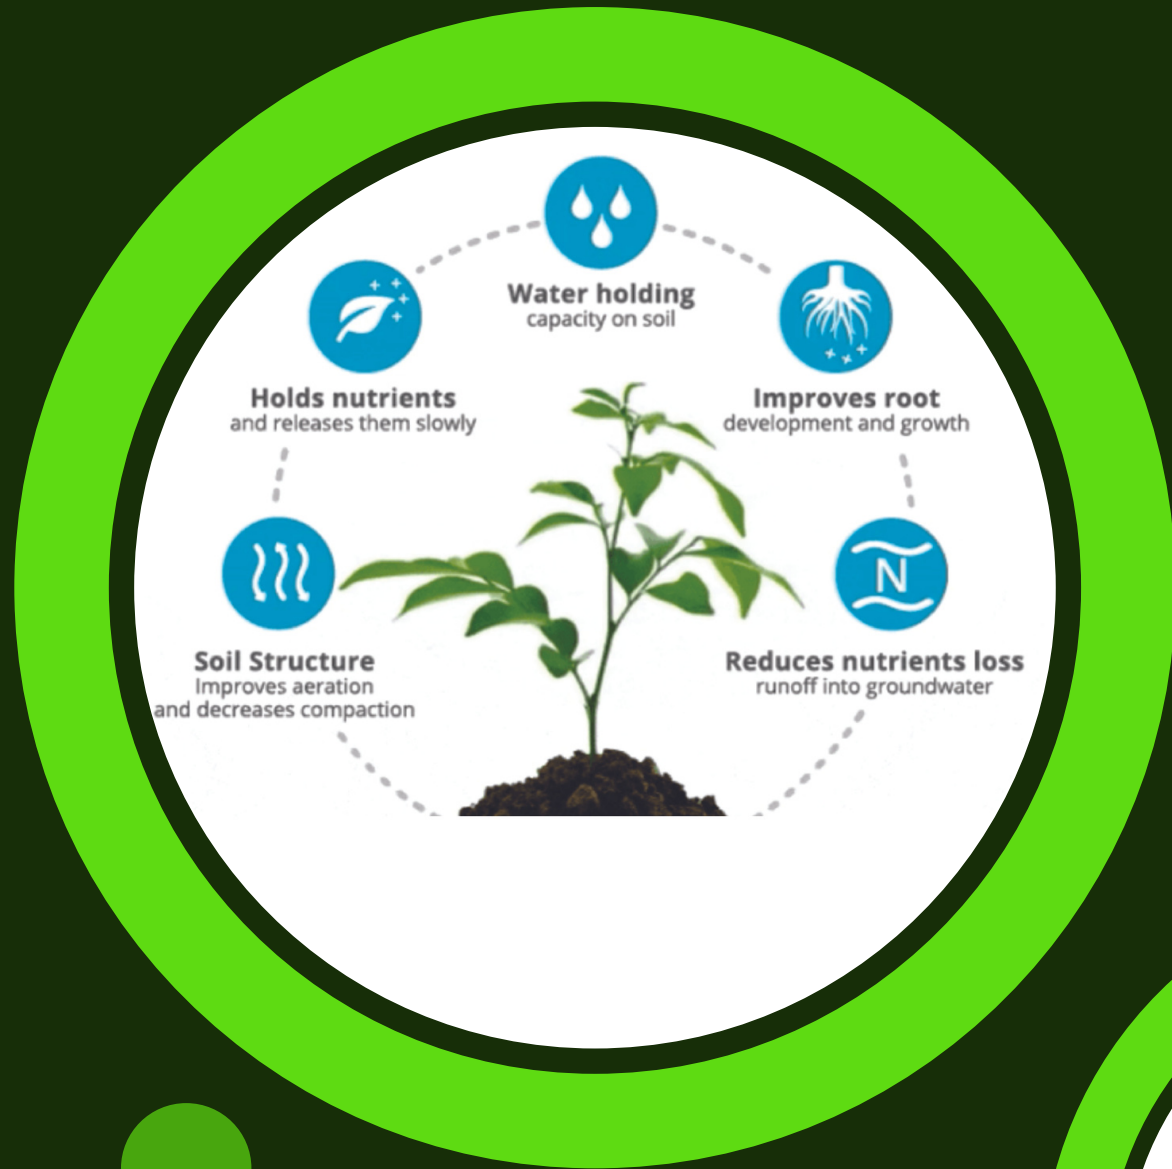 Water holding
capacity on soil
Holds nutrients
and releases them slowly
Improves root
development and growth
Soil Structure
Improves aeration
and decreases compaction
N
Reduces nutrients loss
runoff into groundwater